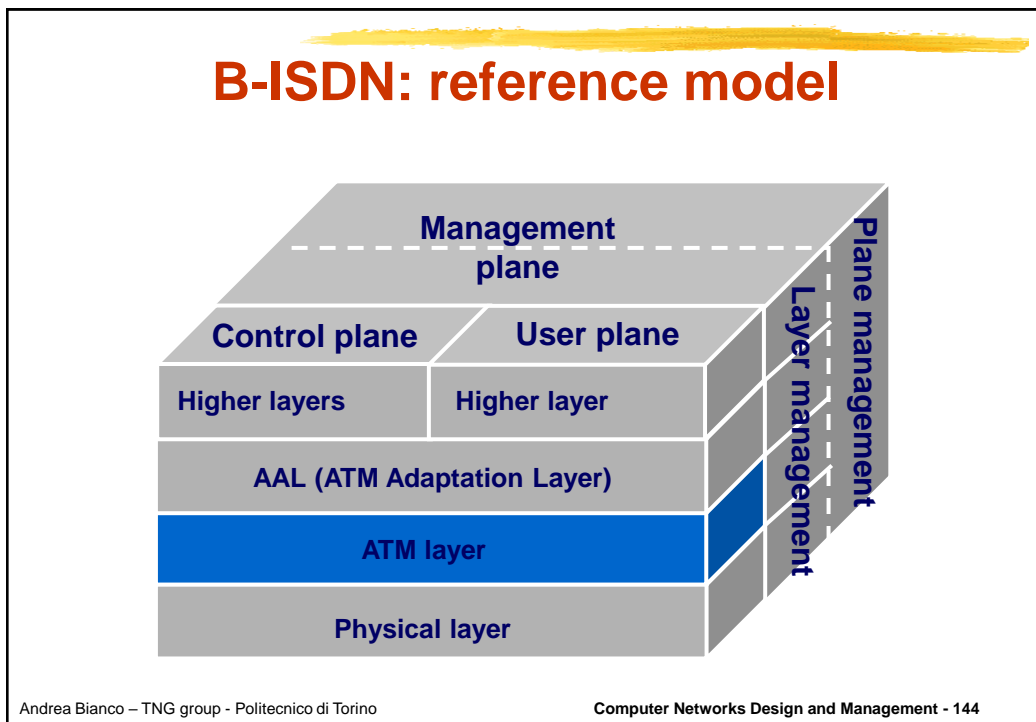 B-ISDN: reference model
Management
plane
Control plane
User plane
Higher layers
Higher layer
AAL (ATM Adaptation Layer)
ATM layer
Physical layer
Layer management
Plane management
Andrea Bianco – TNG group - Politecnico di Torino
Computer Networks Design and Management - 144